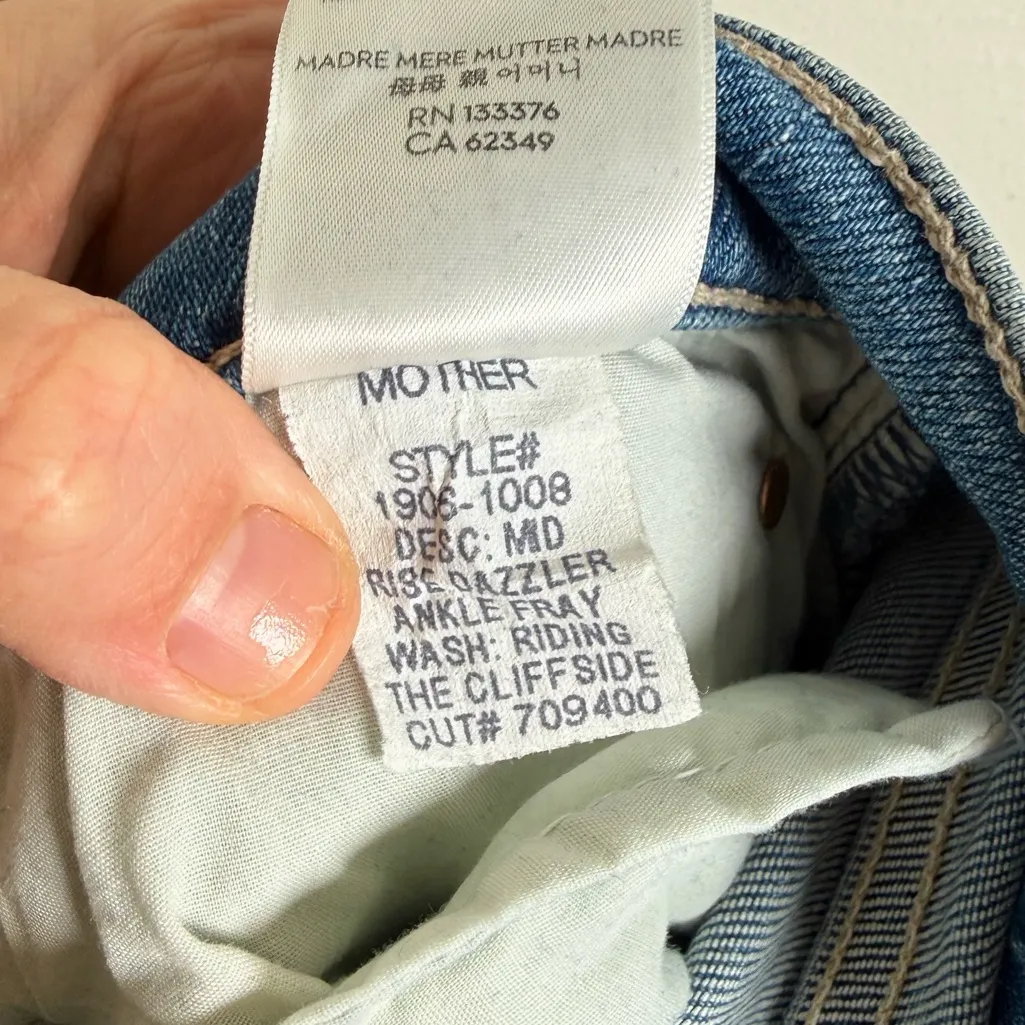 MADRE MERE MUTTER MADRE
母母 親 어머니
RN 133376
CA 62349
MOTHER
STYLE#
1906-1008
DESC: MID
RISE DAZZLER
ANKLE FRAY
WASH: RIDING
THE CLIFFSIDE
CUT# 709400